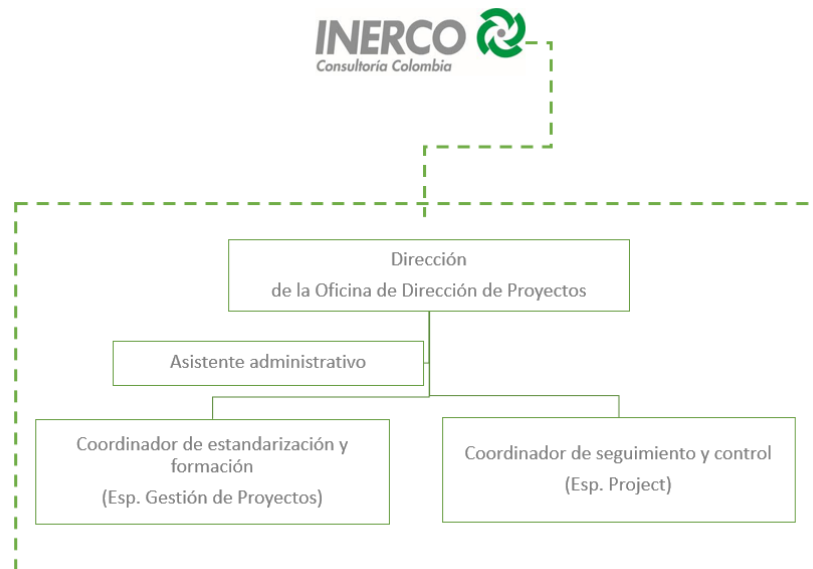 INERCO
Consultoría Colombia
Dirección
de la Oficina de Dirección de Proyectos
Asistente administrativo
Coordinador de estandarización y
formación
(Esp. Gestión de Proyectos)
Coordinador de seguimiento y control
(Esp. Project)